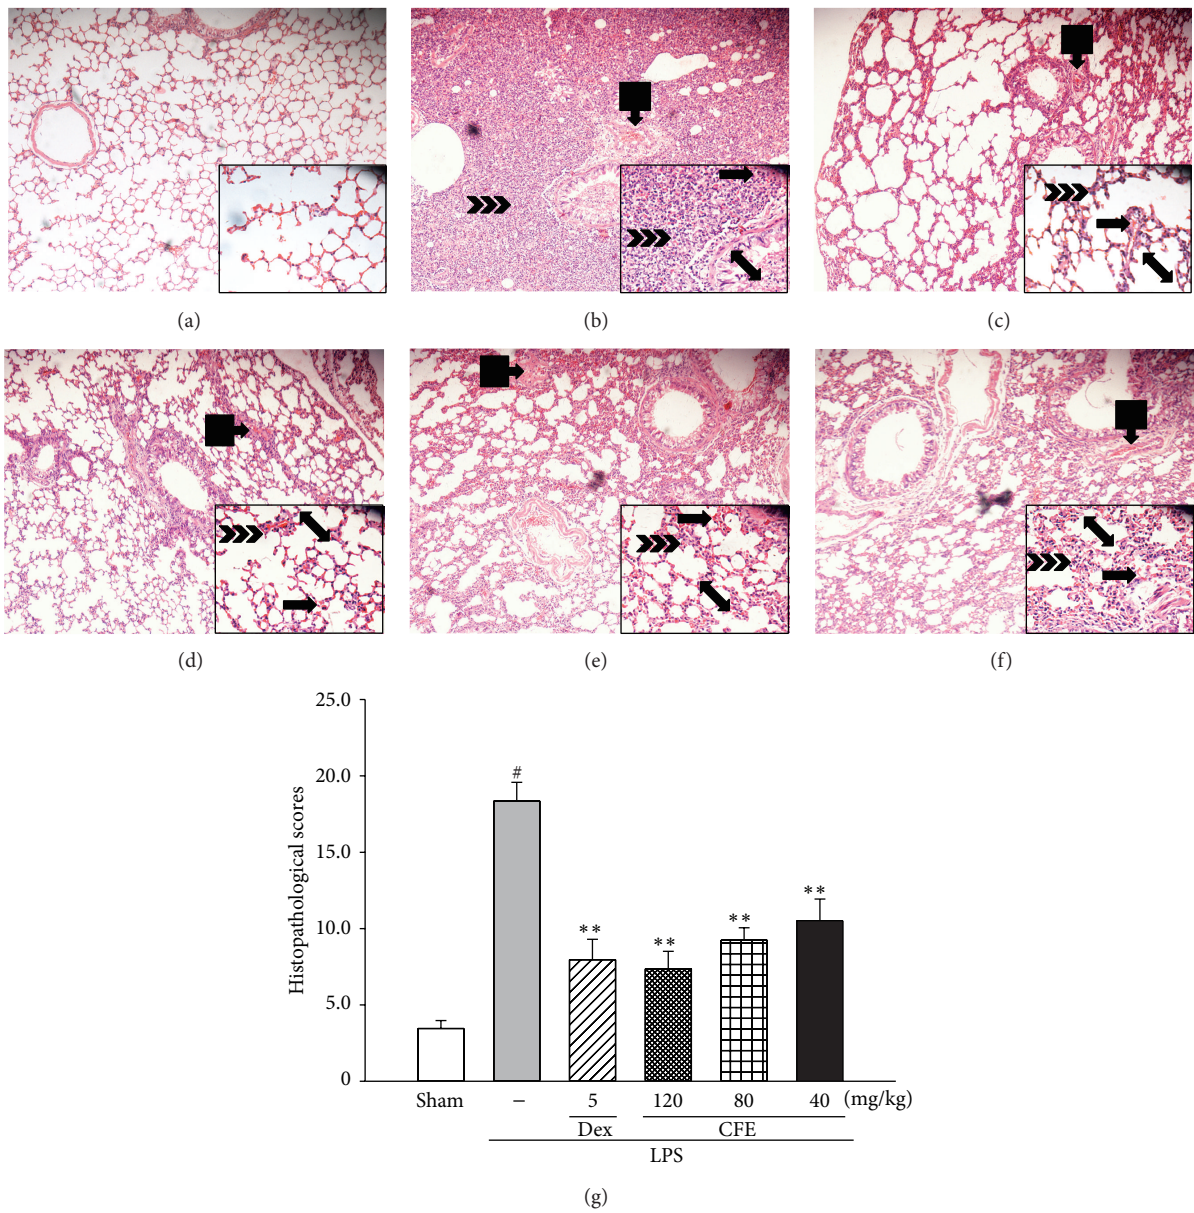 (a)
(b)
(c)
(d)
(e)
(f)
25.0
20.0
15.0
10.0
5.0
0
Histopathological scores
#
**
**
**
**
Sham
−
5
120
80
40
(mg/kg)
Dex
CFE
LPS
(g)